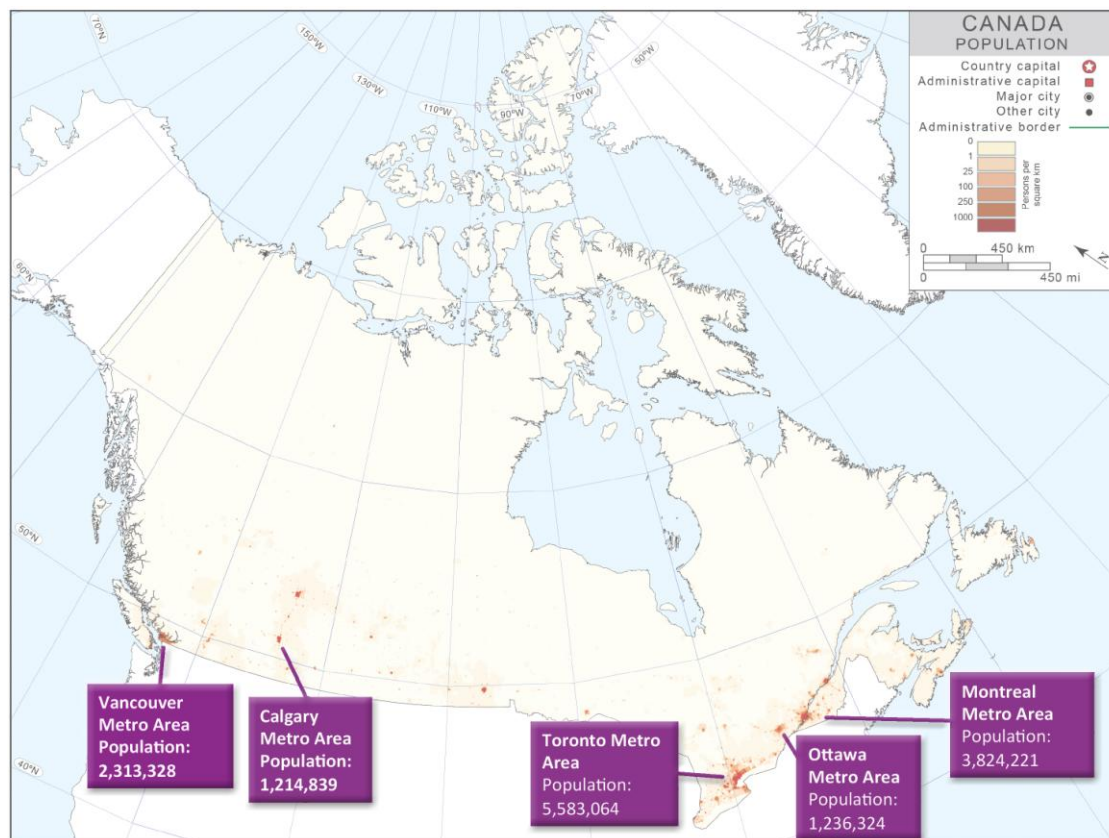 CANADA
POPULATION
Country capital
Administrative capital
Major city
Other city
Administrative border
0
1
25
100
250
1000
Persons per
square km
0 450 km
0 450 mi
N
70°N
150°W
130°W
110°W
90°W
70°W
50°W
60°N
50°N
40°N
Vancouver
Metro Area
Population:
2,313,328
Calgary
Metro Area
Population:
1,214,839
Toronto Metro
Area
Population:
5,583,064
Ottawa
Metro Area
Population:
1,236,324
Montreal
Metro Area
Population:
3,824,221